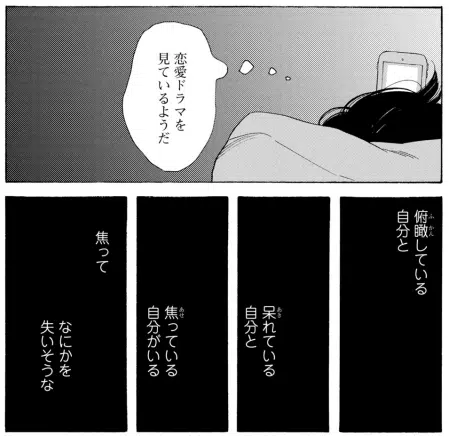 恋愛ドラマを
見ているようだ
俯瞰している
自分と
呆れている
自分と
焦っている
自分がいる
焦って
なにかを
失いそうな